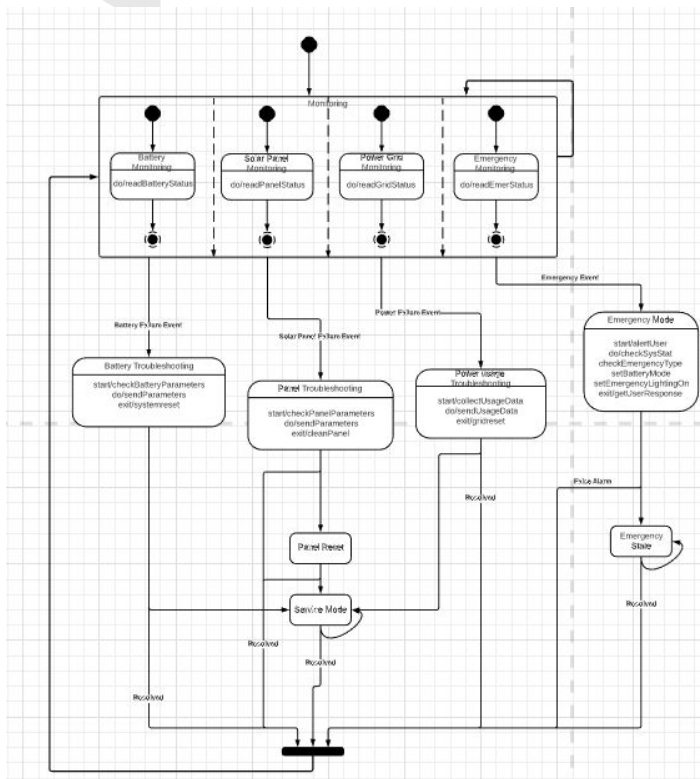 Monitoring
Battery
Monitoring
do/readBatteryStatus
Solar Panel
Monitoring
do/readPanelStatus
Power Grid
Monitoring
do/readGridStatus
Emergency
Monitoring
do/readEmerStatus
Emergency Event
Battery Failure Event
Solar Panel Failure Event
Power Failure Event
Emergency Mode
start/alertUser
do/checkSysStat
checkEmergencyType
setBatteryMode
setEmergencyLightingOn
exit/getUserResponse
Battery Troubleshooting
start/checkBatteryParameters
do/sendParameters
exit/systemreset
Panel Troubleshooting
start/checkPanelParameters
do/sendParameters
exit/cleanPanel
Power usage
Troubleshooting
start/collectUsageData
do/sendUsageData
exit/gridreset
False Alarm
Resolved
Panel Reset
Emergency
State
Service Mode
Resolved
Resolved
Resolved
Resolved